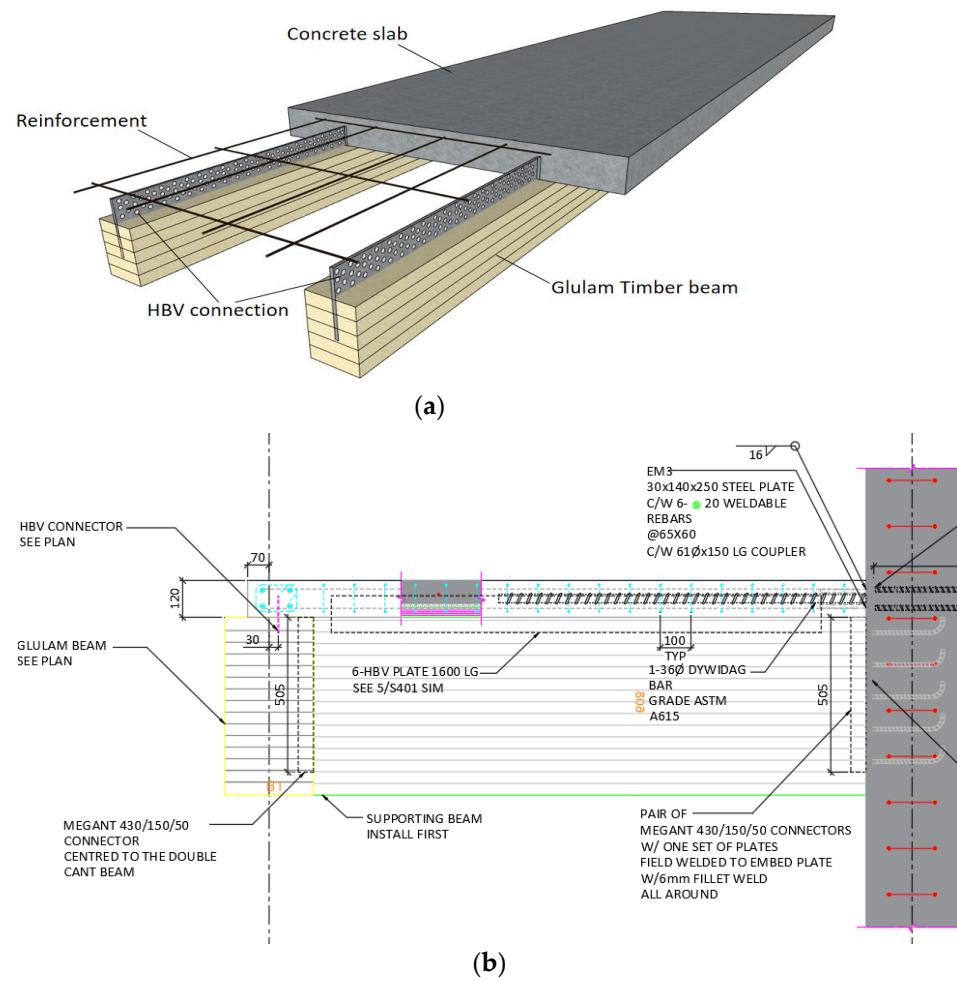 Concrete slab
Reinforcement
HBV connection
Glulam Timber beam
(a)
16
EM3
30x140x250 STEEL PLATE
C/W 6- 20 WELDABLE
REBARS
@65X60
C/W 61Øx150 LG COUPLER
HBV CONNECTOR
SEE PLAN
70
120
30
GLULAM BEAM
SEE PLAN
505
6-HBV PLATE 1600 LG
SEE 5/S401 SIM
100
TYP
1-36Ø DYWIDAG
BAR
GRADE ASTM
A615
808
505
MEGANT 430/150/50
CONNECTOR
CENTRED TO THE DOUBLE
CANT BEAM
SUPPORTING BEAM
INSTALL FIRST
PAIR OF
MEGANT 430/150/50 CONNECTORS
W/ ONE SET OF PLATES
FIELD WELDED TO EMBED PLATE
W/6mm FILLET WELD
ALL AROUND
(b)